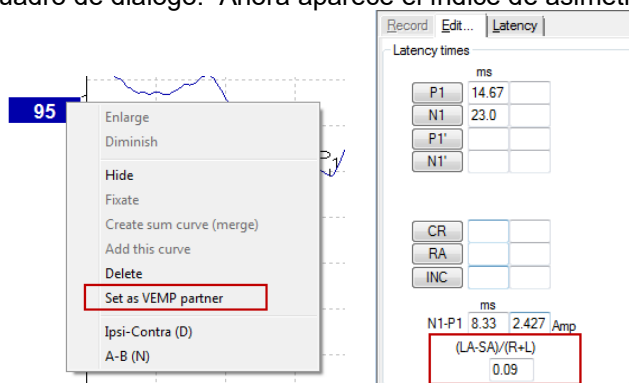 cuadro de diálogo. Ahora aparece el índice de asimet
95
Enlarge
Diminish
Hide
Fixate
Create sum curve (merge)
Add this curve
Delete
Set as VEMP partner
Ipsi-Contra (D)
A-B (N)
P1
Record Edit... Latency
Latency times
ms
P1 14.67
N1 23.0
P1'
N1'
CR
RA
INC
ms
N1-P1 8.33 2.427 Amp
(LA-SA)/(R+L)
0.09